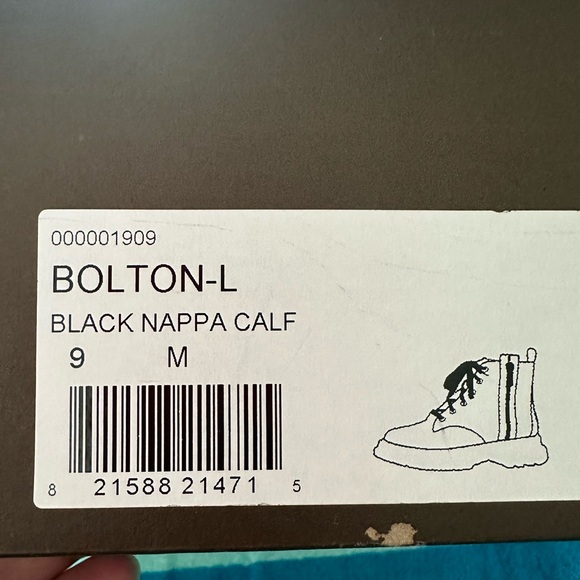 000001909
BOLTON-L
BLACK NAPPA CALF
9 M
8 21588 21471 5